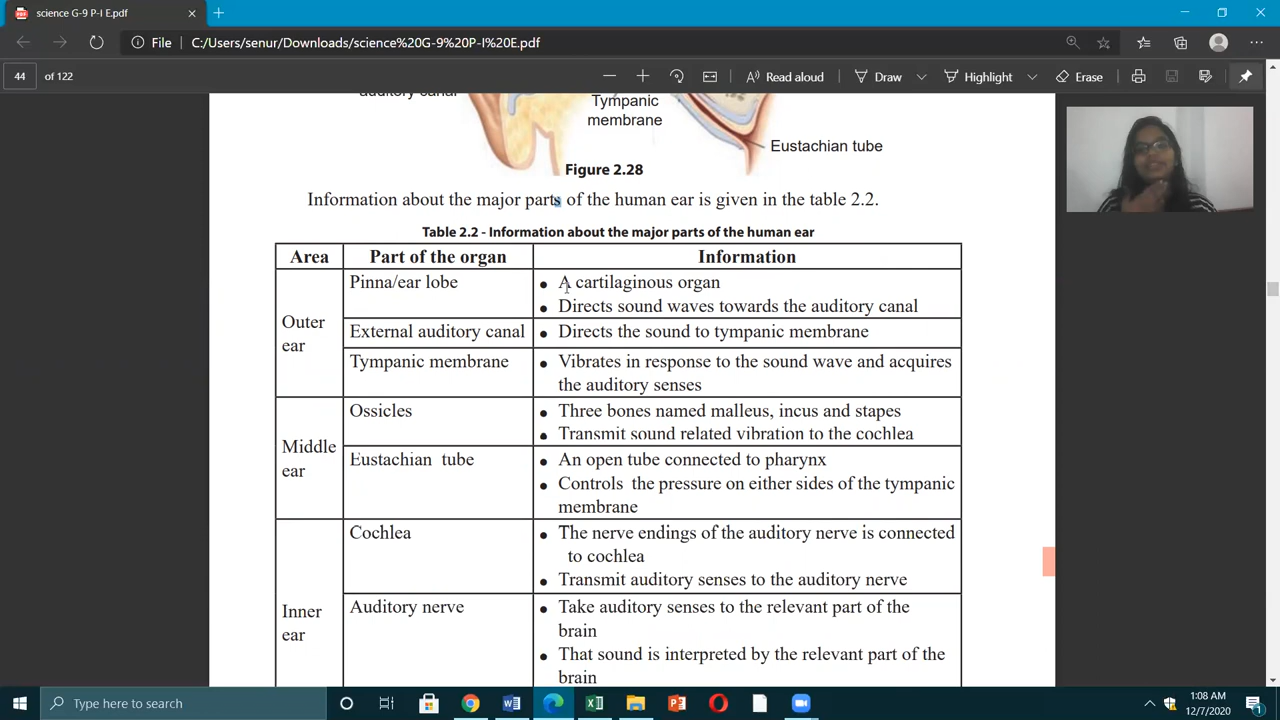 science G-9 P-I E.pdf
File C:/Users/senur/Downloads/science%20G-9%20P-I%20E.pdf
44 of 122 Read aloud Draw Highlight Erase
auditory canal
Tympanic
membrane
Eustachian tube
Figure 2.28
Information about the major parts of the human ear is given in the table 2.2.
Table 2.2 - Information about the major parts of the human ear
Area Part of the organ Information
Outer ear
Pinna/ear lobe
• A cartilaginous organ
• Directs sound waves towards the auditory canal
External auditory canal
• Directs the sound to tympanic membrane
Tympanic membrane
• Vibrates in response to the sound wave and acquires
the auditory senses
Middle ear
Ossicles
• Three bones named malleus, incus and stapes
• Transmit sound related vibration to the cochlea
Eustachian tube
• An open tube connected to pharynx
• Controls the pressure on either sides of the tympanic
membrane
Inner ear
Cochlea
• The nerve endings of the auditory nerve is connected
to cochlea
• Transmit auditory senses to the auditory nerve
Auditory nerve
• Take auditory senses to the relevant part of the
brain
• That sound is interpreted by the relevant part of the
brain
Type here to search
1:08 AM
12/7/2020